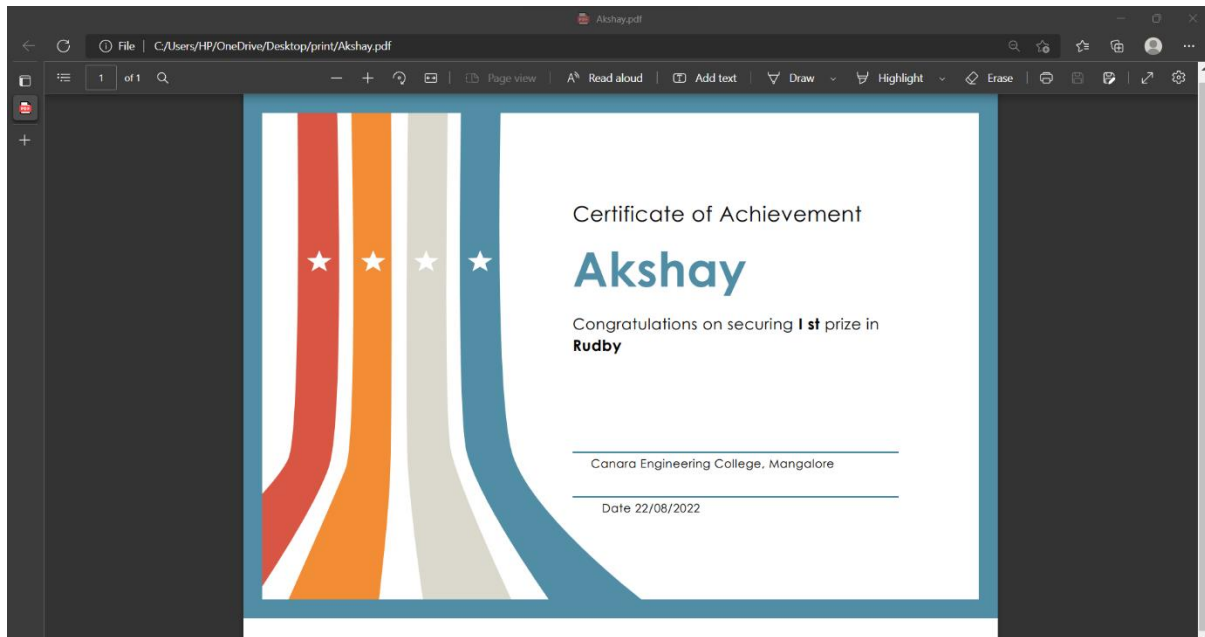 Akshay.pdf
File | C:/Users/HP/OneDrive/Desktop/print/Akshay.pdf
1 of 1 Page view Read aloud Add text Draw Highlight Erase
Certificate of Achievement
Akshay
Congratulations on securing I st prize in
Rudby
Canara Engineering College, Mangalore
Date 22/08/2022